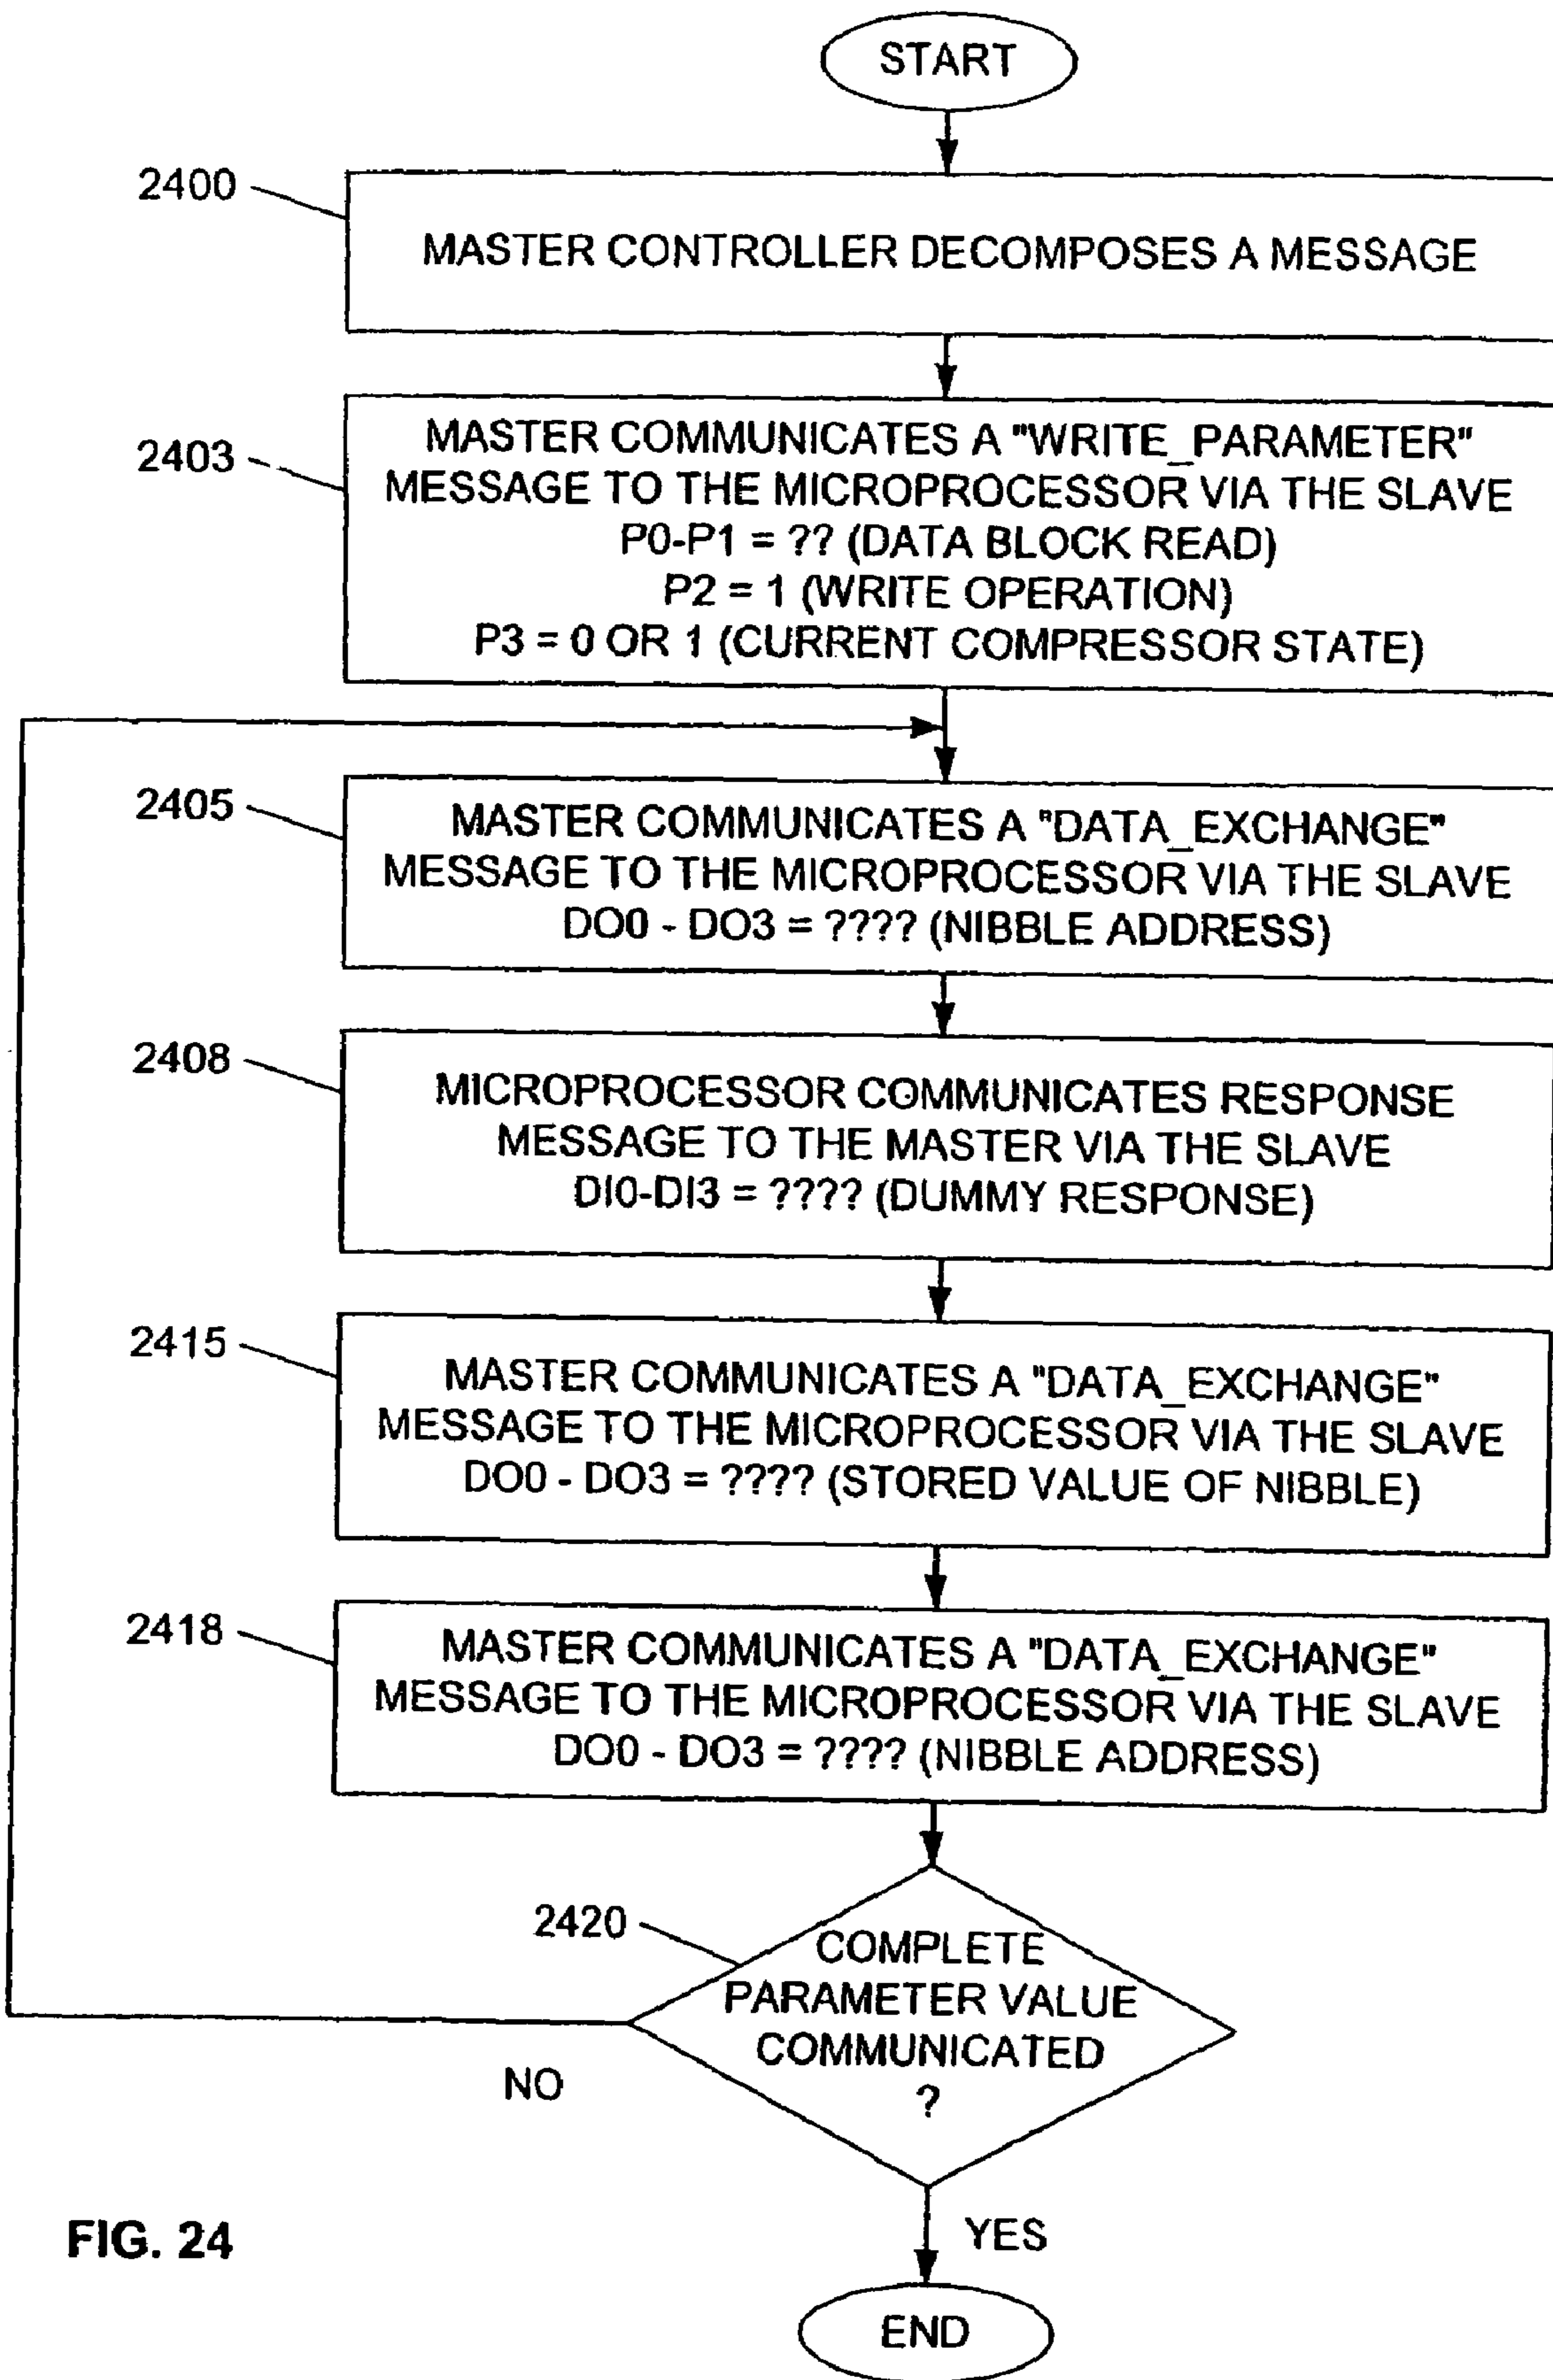 START
2400
MASTER CONTROLLER DECOMPOSES A MESSAGE
2403
MASTER COMMUNICATES A "WRITE_PARAMETER"
MESSAGE TO THE MICROPROCESSOR VIA THE SLAVE
P0-P1 = ?? (DATA BLOCK READ)
P2 = 1 (WRITE OPERATION)
P3 = 0 OR 1 (CURRENT COMPRESSOR STATE)
2405
MASTER COMMUNICATES A "DATA_EXCHANGE"
MESSAGE TO THE MICROPROCESSOR VIA THE SLAVE
DO0 - DO3 = ???? (NIBBLE ADDRESS)
2408
MICROPROCESSOR COMMUNICATES RESPONSE
MESSAGE TO THE MASTER VIA THE SLAVE
DI0-DI3 = ???? (DUMMY RESPONSE)
2415
MASTER COMMUNICATES A "DATA_EXCHANGE"
MESSAGE TO THE MICROPROCESSOR VIA THE SLAVE
DO0 - DO3 = ???? (STORED VALUE OF NIBBLE)
2418
MASTER COMMUNICATES A "DATA_EXCHANGE"
MESSAGE TO THE MICROPROCESSOR VIA THE SLAVE
DO0 - DO3 = ???? (NIBBLE ADDRESS)
2420
COMPLETE
PARAMETER VALUE
COMMUNICATED
?
NO
YES
END
FIG. 24